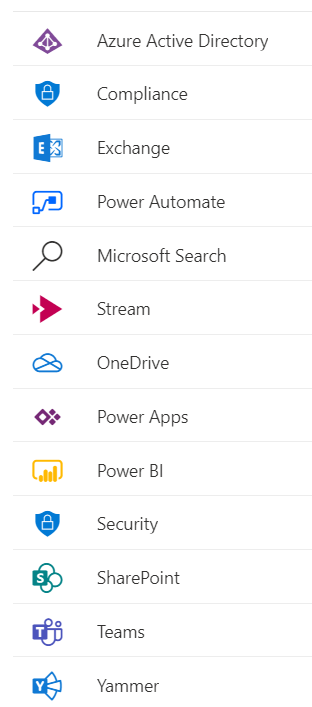 Azure Active Directory
Compliance
Exchange
Power Automate
Microsoft Search
Stream
OneDrive
Power Apps
Power BI
Security
SharePoint
Teams
Yammer